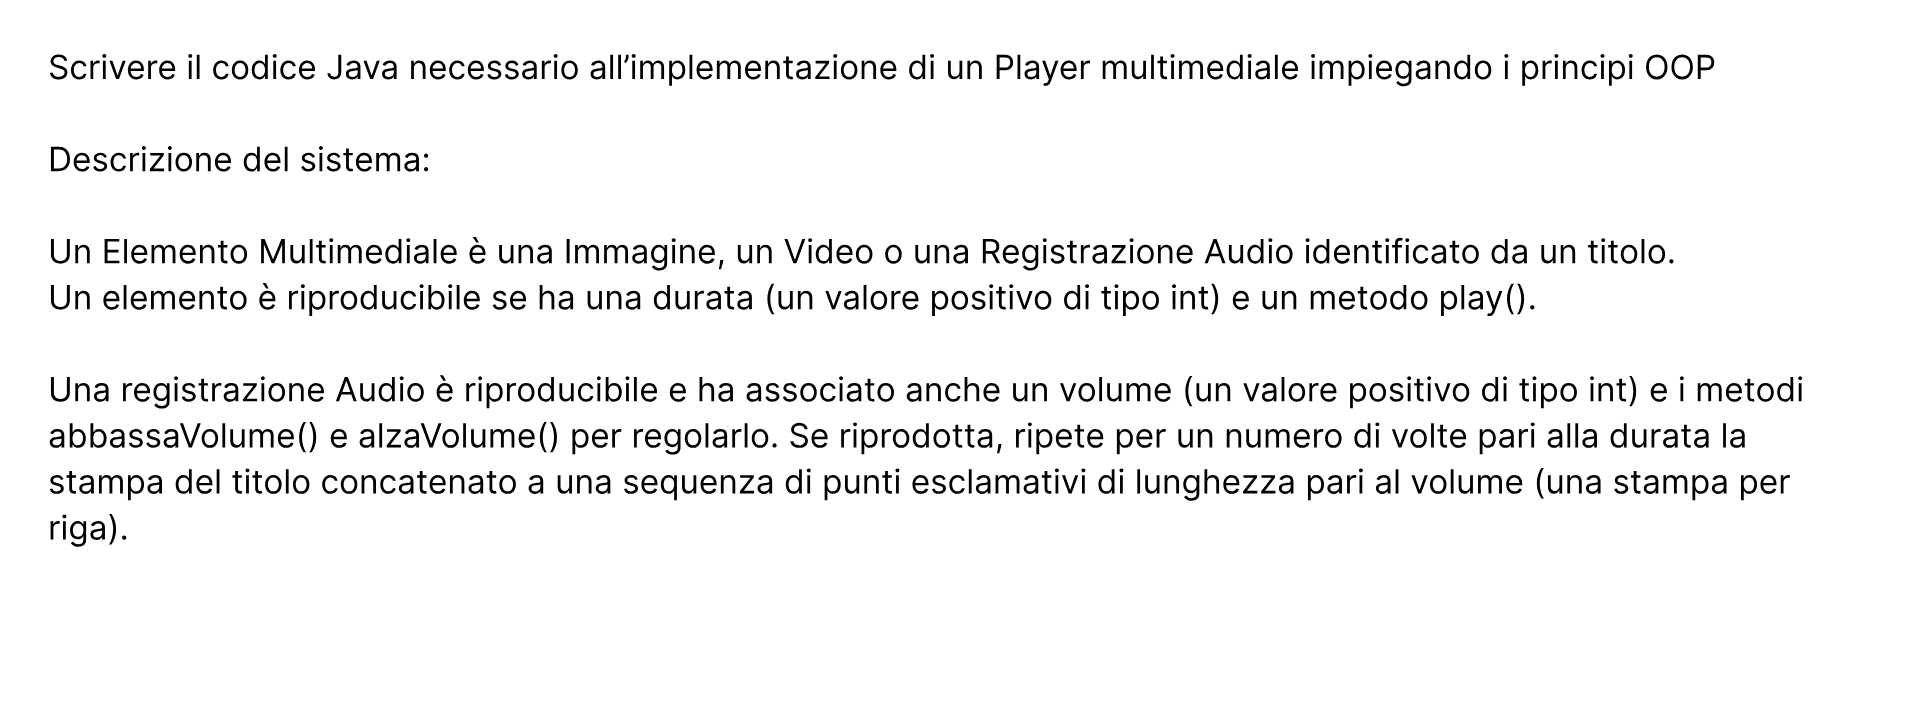 Scrivere il codice Java necessario all’implementazione di un Player multimediale impiegando i principi OOP
Descrizione del sistema:
Un Elemento Multimediale è una Immagine, un Video o una Registrazione Audio identificato da un titolo.
Un elemento è riproducibile se ha una durata (un valore positivo di tipo int) e un metodo play().
Una registrazione Audio è riproducibile e ha associato anche un volume (un valore positivo di tipo int) e i metodi
abbassaVolume() e alzaVolume() per regolarlo. Se riprodotta, ripete per un numero di volte pari alla durata la
stampa del titolo concatenato a una sequenza di punti esclamativi di lunghezza pari al volume (una stampa per
riga).